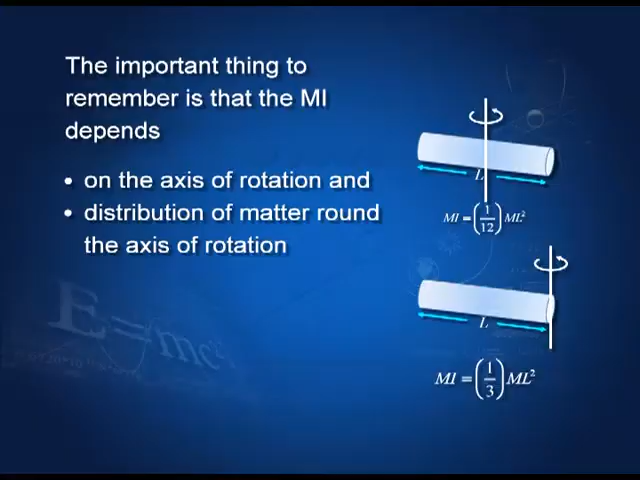 The important thing to
remember is that the MI
depends
• on the axis of rotation and
• distribution of matter round
the axis of rotation
L
MI = (1/12) ML²
L
MI = (1/3) ML²
E=mc²